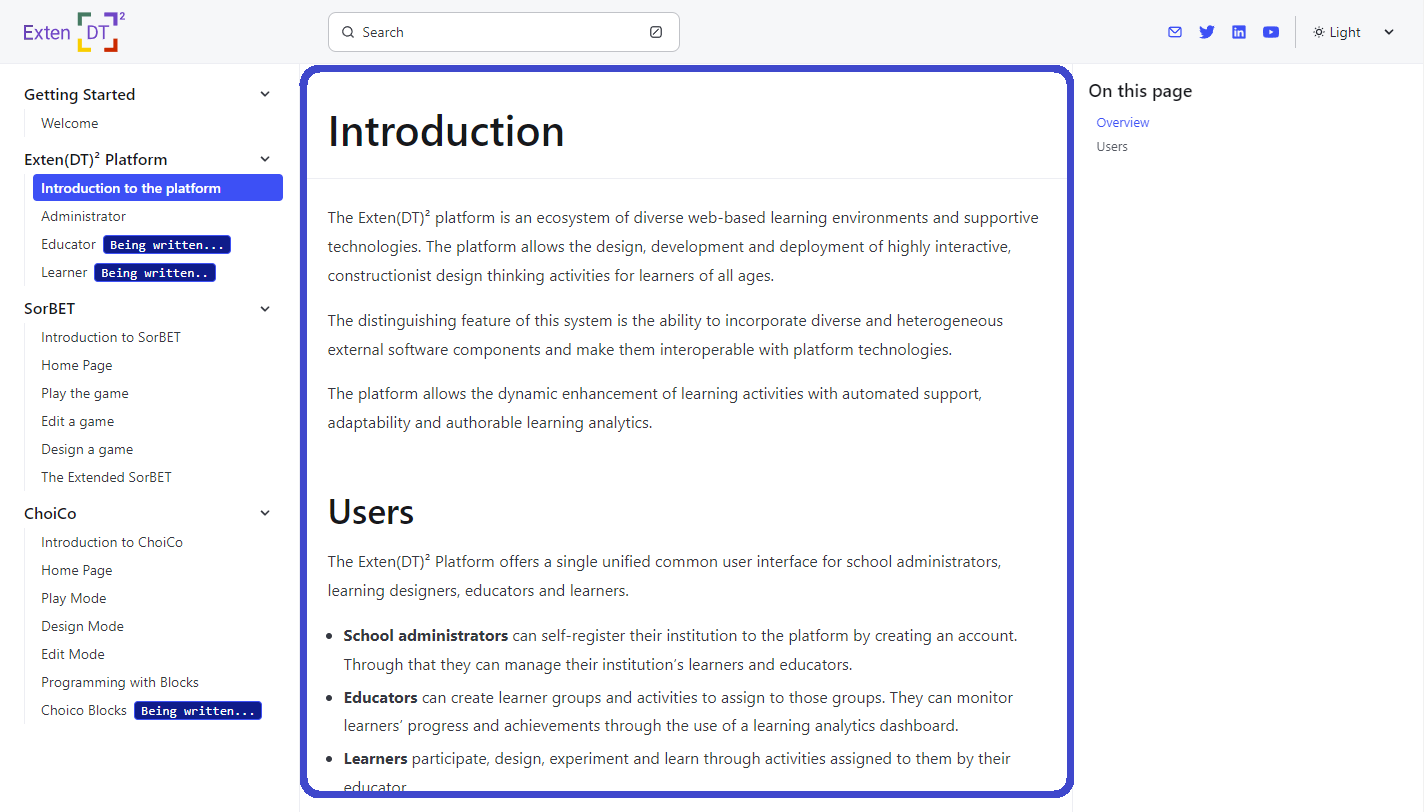 Exten DT 2
Search
Light
Getting Started
Welcome
Exten(DT)² Platform
Introduction to the platform
Administrator
Educator Being written...
Learner Being written..
SorBET
Introduction to SorBET
Home Page
Play the game
Edit a game
Design a game
The Extended SorBET
ChoiCo
Introduction to ChoiCo
Home Page
Play Mode
Design Mode
Edit Mode
Programming with Blocks
Choico Blocks Being written...
Introduction
The Exten(DT)² platform is an ecosystem of diverse web-based learning environments and supportive
technologies. The platform allows the design, development and deployment of highly interactive,
constructionist design thinking activities for learners of all ages.
The distinguishing feature of this system is the ability to incorporate diverse and heterogeneous
external software components and make them interoperable with platform technologies.
The platform allows the dynamic enhancement of learning activities with automated support,
adaptability and authorable learning analytics.
Users
The Exten(DT)² Platform offers a single unified common user interface for school administrators,
learning designers, educators and learners.
• School administrators can self-register their institution to the platform by creating an account.
Through that they can manage their institution's learners and educators.
• Educators can create learner groups and activities to assign to those groups. They can monitor
learners' progress and achievements through the use of a learning analytics dashboard.
• Learners participate, design, experiment and learn through activities assigned to them by their
educator
On this page
Overview
Users